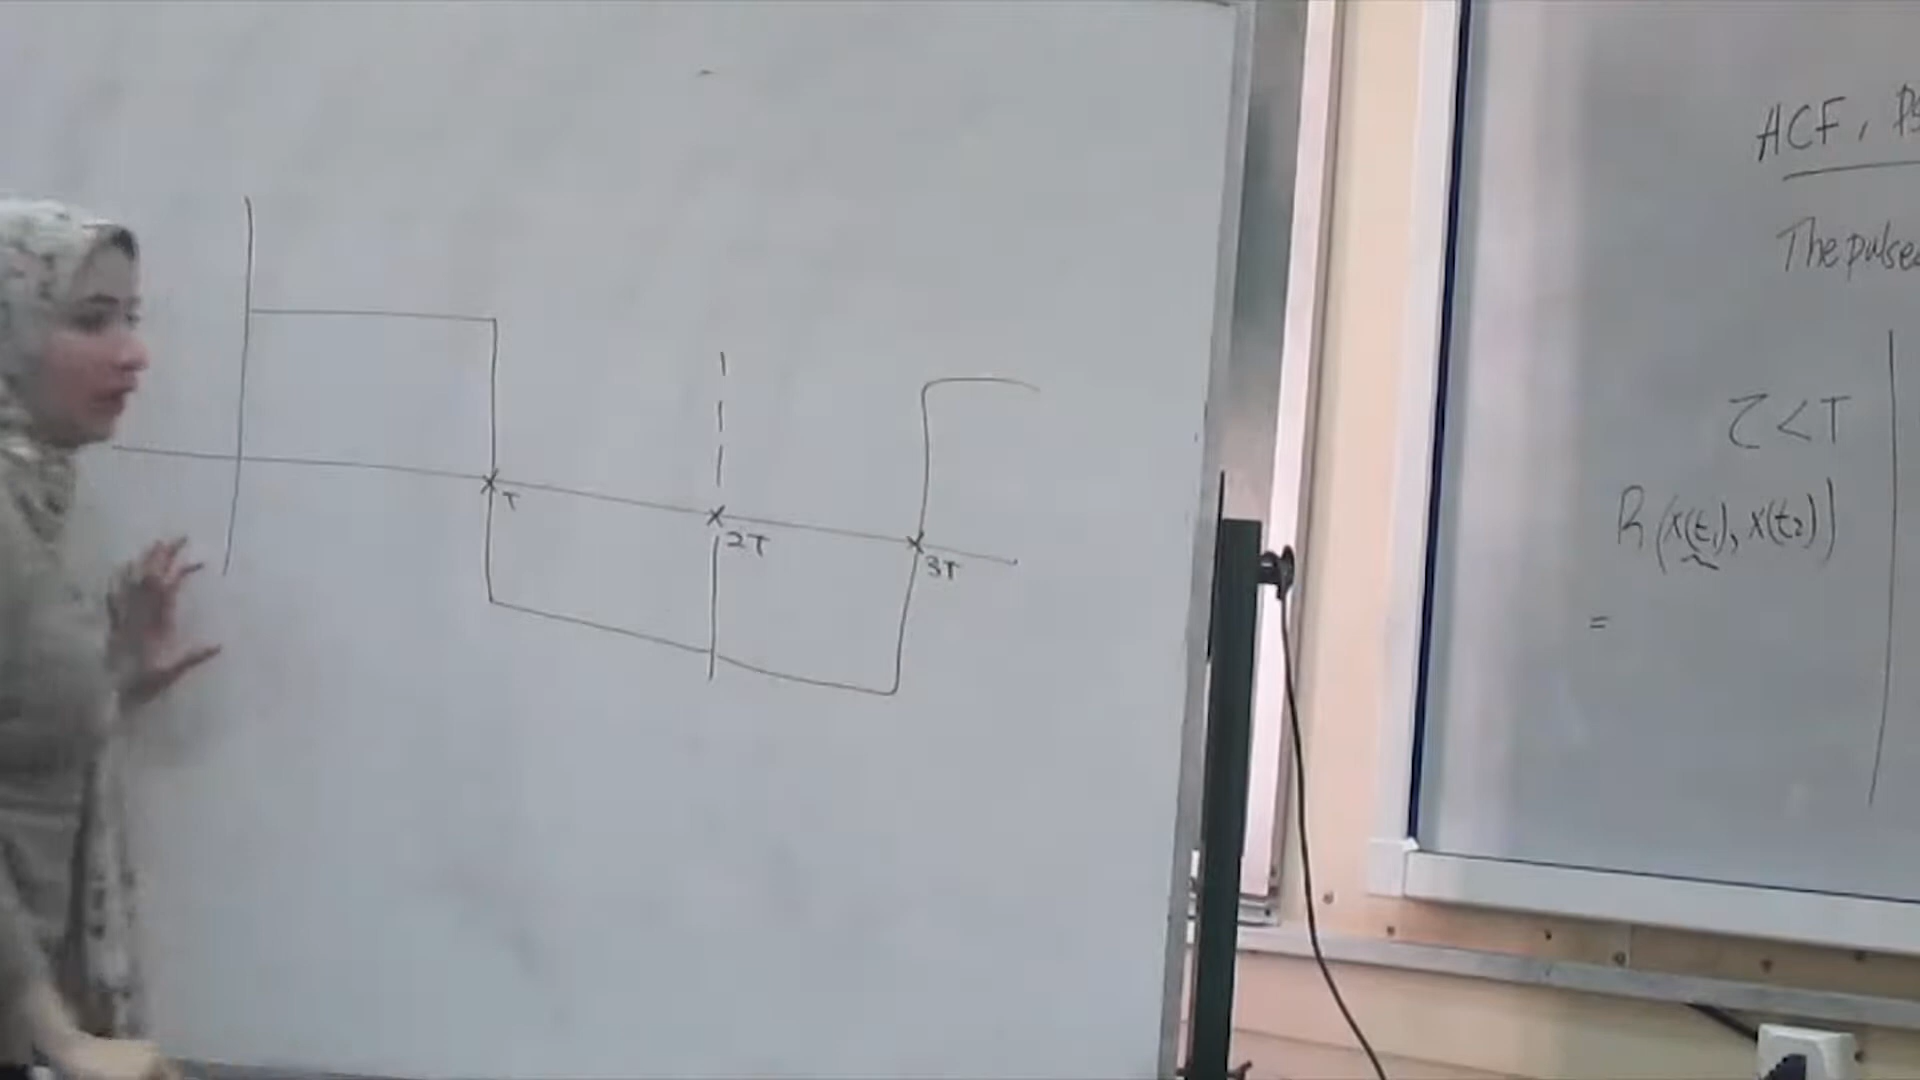 T
2T
3T
ACF,
The pulse
τ < T
R(x(t₁), x(t₂))
=